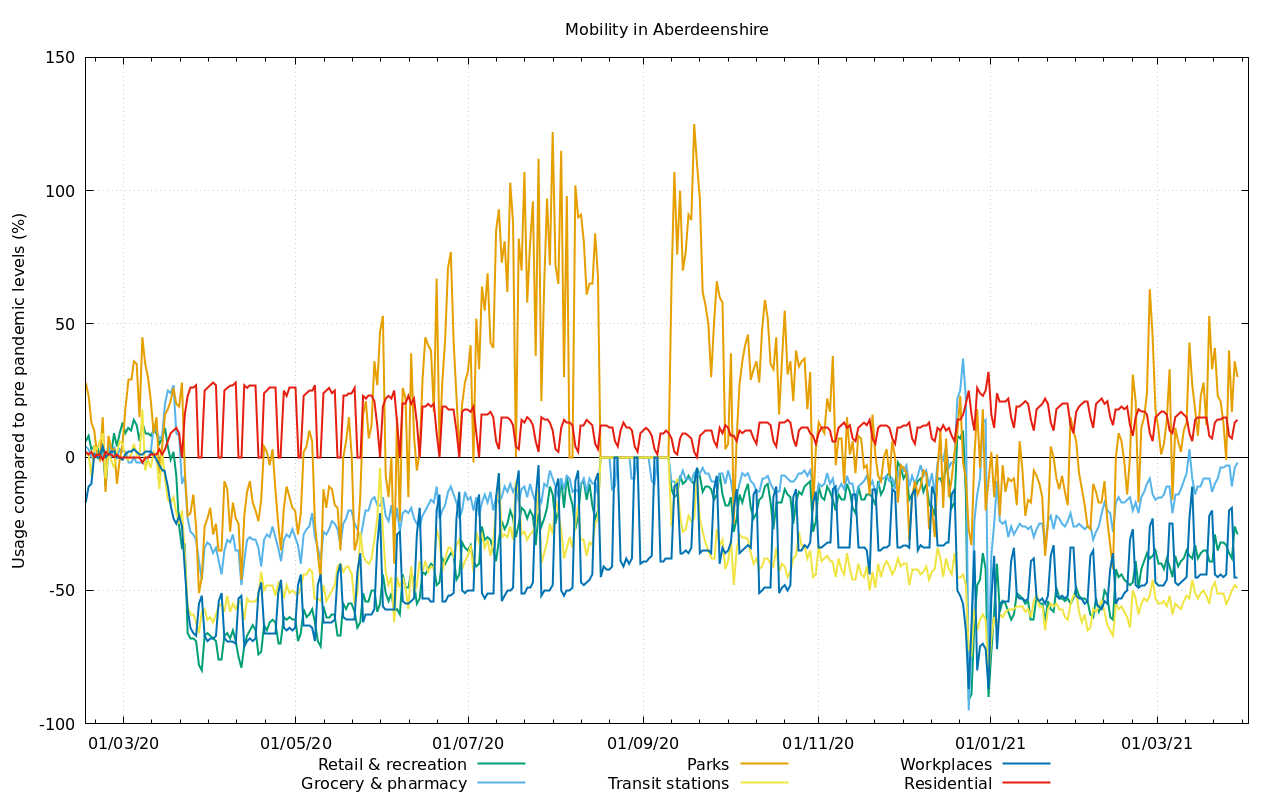 Mobility in Aberdeenshire
Usage compared to pre pandemic levels (%)
150
100
50
0
-50
-100
01/03/20 01/05/20 01/07/20 01/09/20 01/11/20 01/01/21 01/03/21
Retail & recreation Parks Workplaces
Grocery & pharmacy Transit stations Residential